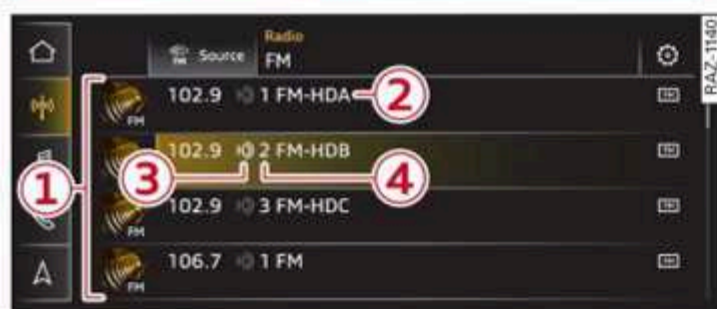 Radio
Source FM
RAZ-1140
102.9 1 FM-HDA
2
FM
1
102.9 2 FM-HDB
3
4
102.9 3 FM-HDC
FM
106.7 1 FM
FM